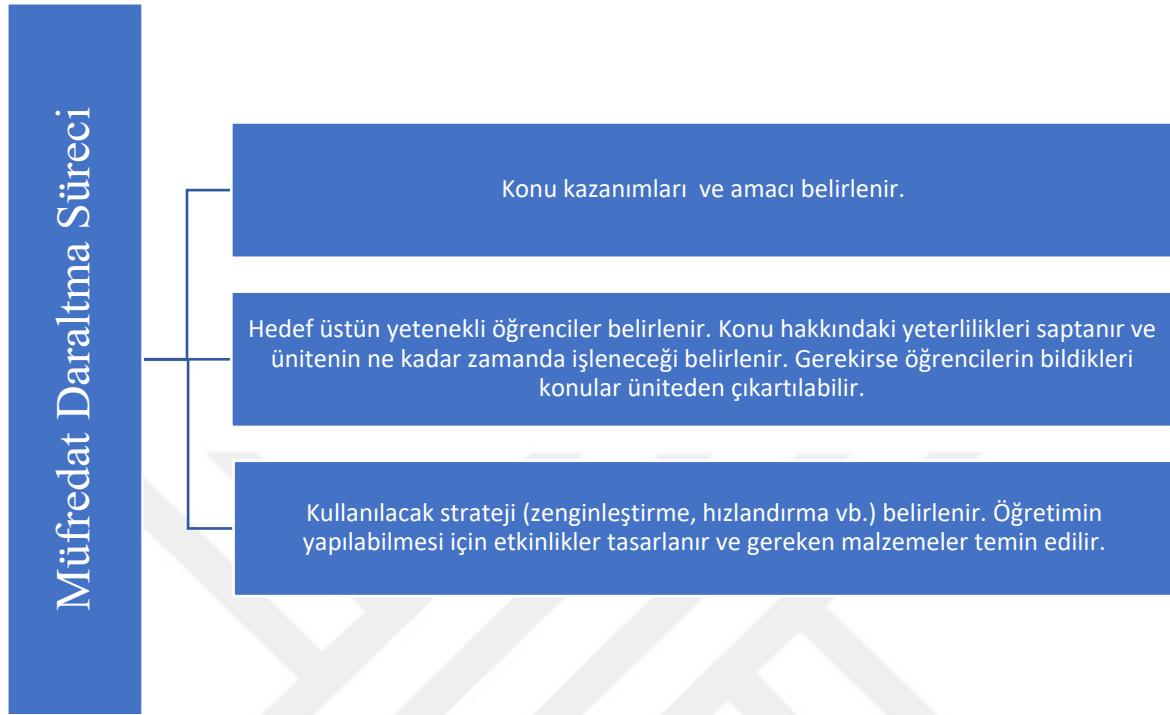 Müfredat Daraltma Süreci
Konu kazanımları ve amacı belirlenir.
Hedef üstün yetenekli öğrenciler belirlenir. Konu hakkındaki yeterlilikleri saptanır ve
ünitenin ne kadar zamanda işleneceği belirlenir. Gerekirse öğrencilerin bildikleri
konular üniteden çıkartılabilir.
Kullanılacak strateji (zenginleştirme, hızlandırma vb.) belirlenir. Öğretimin
yapılabilmesi için etkinlikler tasarlanır ve gereken malzemeler temin edilir.